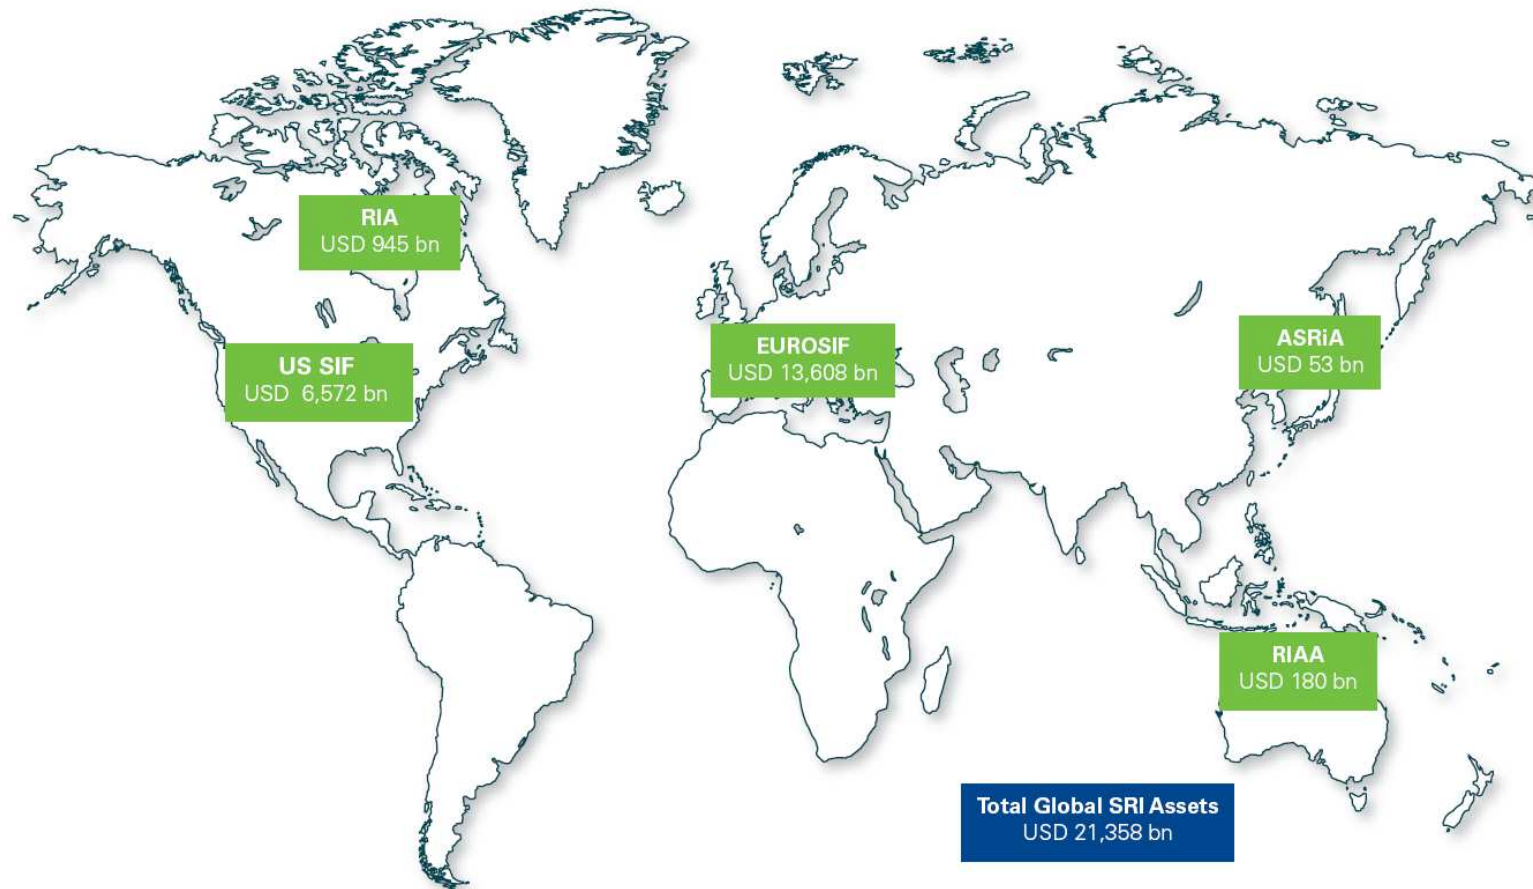 RIA
USD 945 bn
US SIF
USD 6,572 bn
EUROSIF
USD 13,608 bn
ASRiA
USD 53 bn
RIAA
USD 180 bn
Total Global SRI Assets
USD 21,358 bn